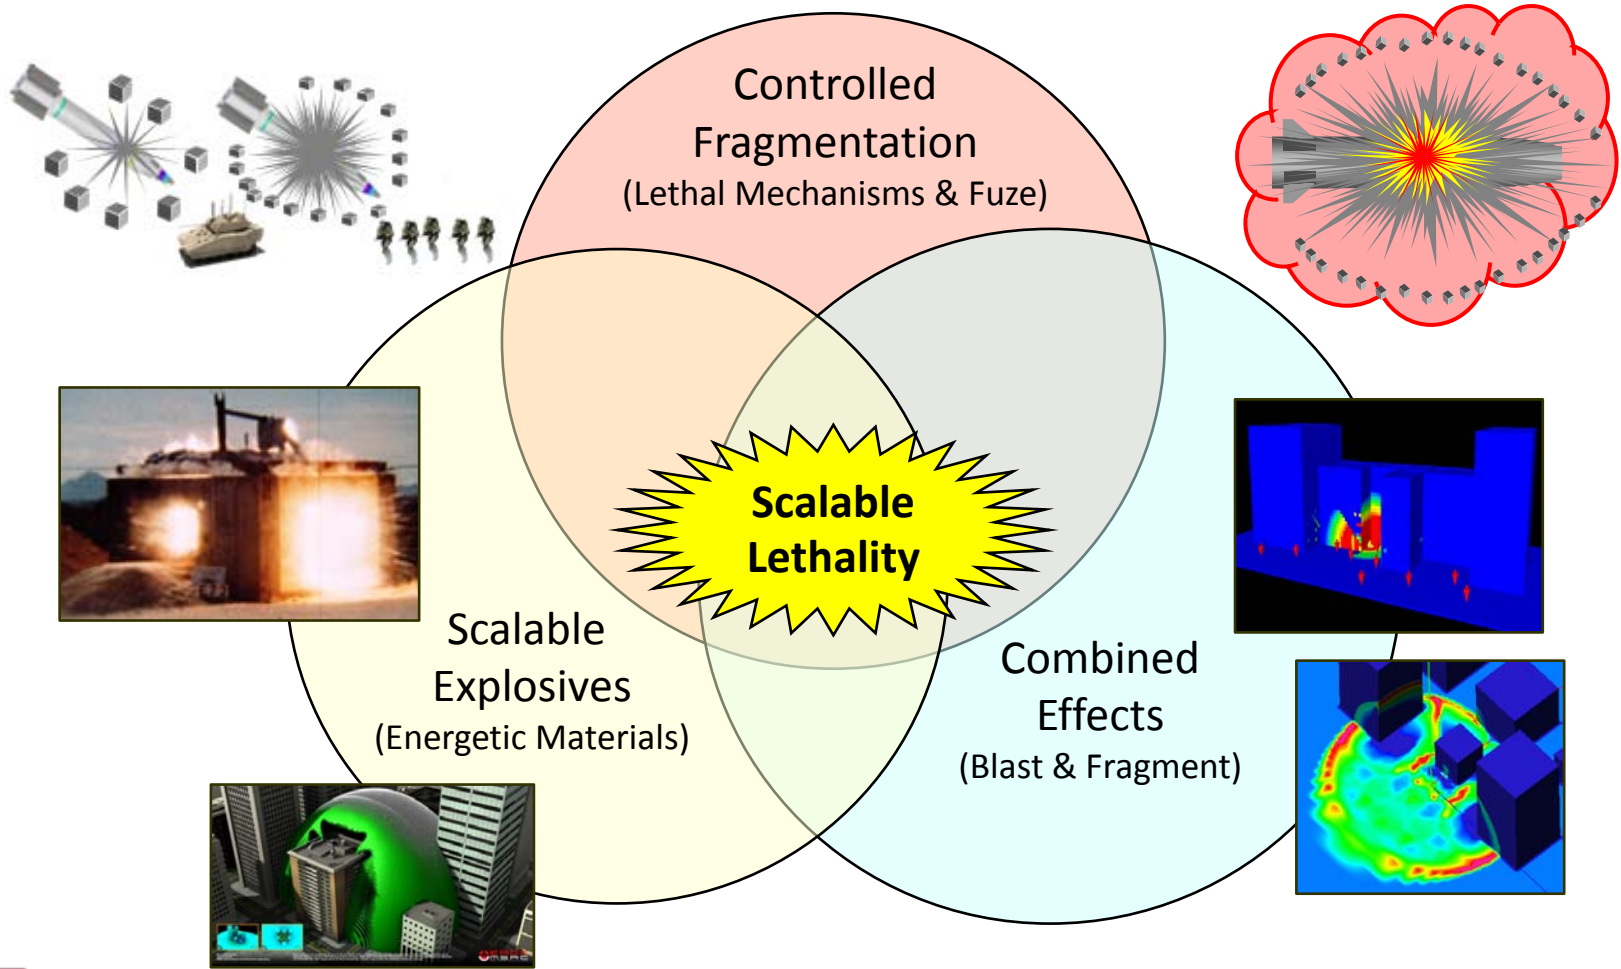 Controlled
Fragmentation
(Lethal Mechanisms & Fuze)
Scalable
Lethality
Scalable
Explosives
(Energetic Materials)
Combined
Effects
(Blast & Fragment)